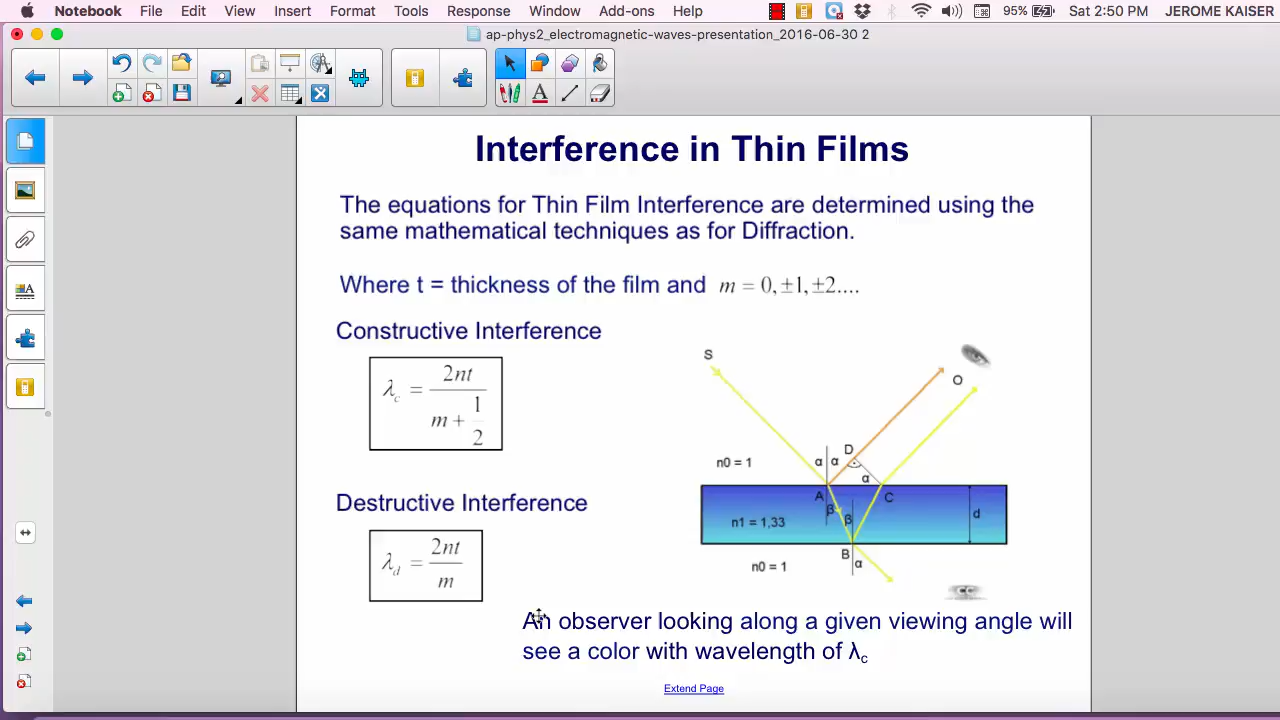 Notebook File Edit View Insert Format Tools Response Window Add-ons Help 95% Sat 2:50 PM JEROME KAISER
ap-phys2_electromagnetic-waves-presentation_2016-06-30 2
Interference in Thin Films
The equations for Thin Film Interference are determined using the
same mathematical techniques as for Diffraction.
Where t = thickness of the film and m = 0, ±1, ±2....
Constructive Interference
λc = 2nt / m + 1/2
Destructive Interference
λd = 2nt / m
S
O
D
α α
n0 = 1
α
A C
β
β
n1 = 1,33
d
B
α
n0 = 1
An observer looking along a given viewing angle will
see a color with wavelength of λc
Extend Page